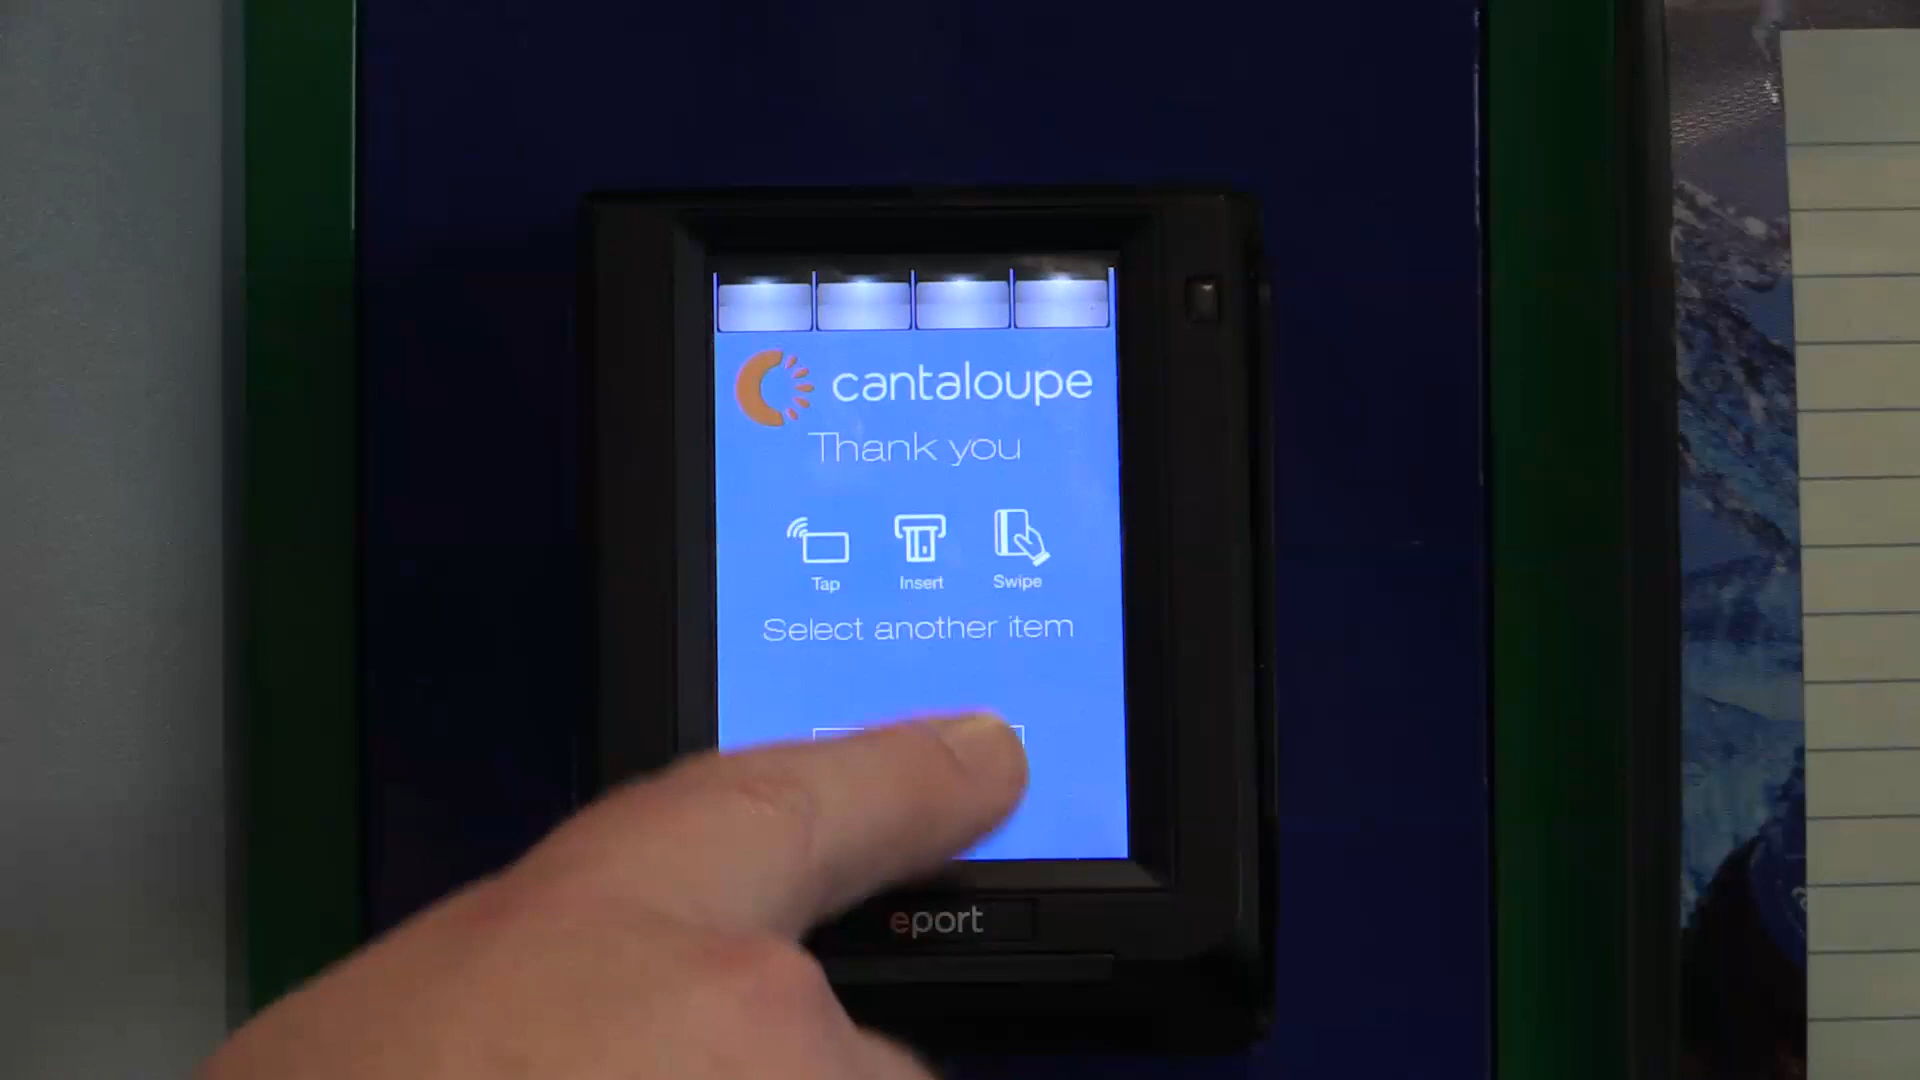 cantaloupe
Thank you
Tap Insert Swipe
Select another item
eport